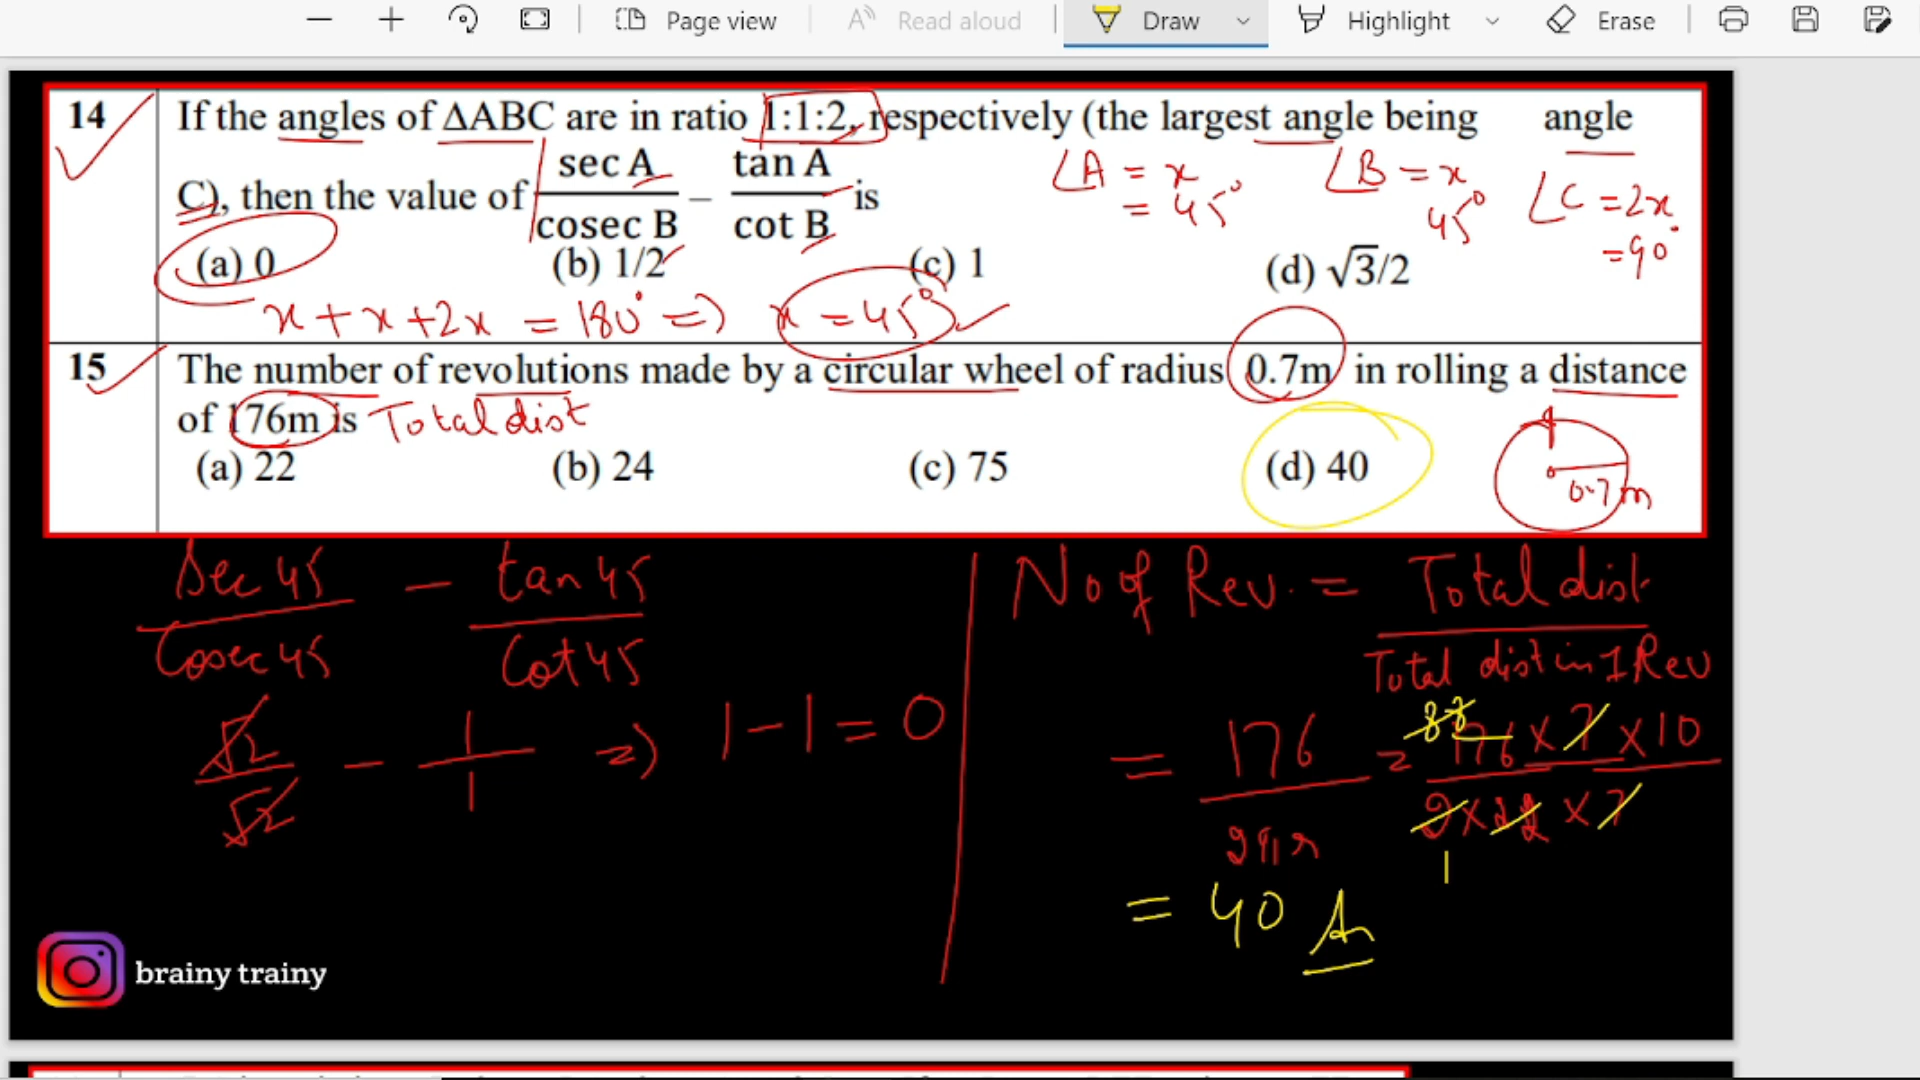 Page view Read aloud Draw Highlight Erase
14 If the angles of ΔABC are in ratio 1:1:2, respectively (the largest angle being angle
C), then the value of sec A/cosec B − tan A/cot B is
∠A = x ∠B = x ∠C = 2x
= 45° 45° = 90°
(a) 0 (b) 1/2 (c) 1 (d) √3/2
x + x + 2x = 180° ⇒ x = 45°
15 The number of revolutions made by a circular wheel of radius 0.7m in rolling a distance
of 176m is Total dist
(a) 22 (b) 24 (c) 75 (d) 40
0.7m
Sec 45/Cosec 45 − tan 45/Cot 45
√2/√2 − 1/1 ⇒ 1 − 1 = 0
No of Rev. = Total dist/Total dist in 1 Rev
= 176/2πr = 176 × 7 × 10/2 × 22 × 7
88
1
= 40 An
brainy trainy